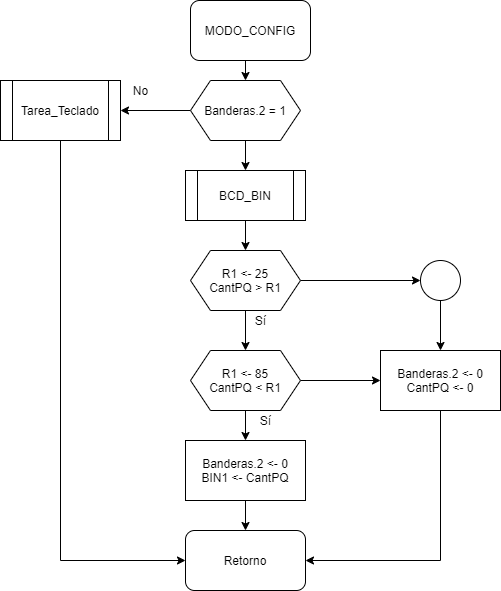 MODO_CONFIG
No
Tarea_Teclado
Banderas.2 = 1
BCD_BIN
R1 <- 25
CantPQ > R1
Sí
R1 <- 85
CantPQ < R1
Banderas.2 <- 0
CantPQ <- 0
Sí
Banderas.2 <- 0
BIN1 <- CantPQ
Retorno